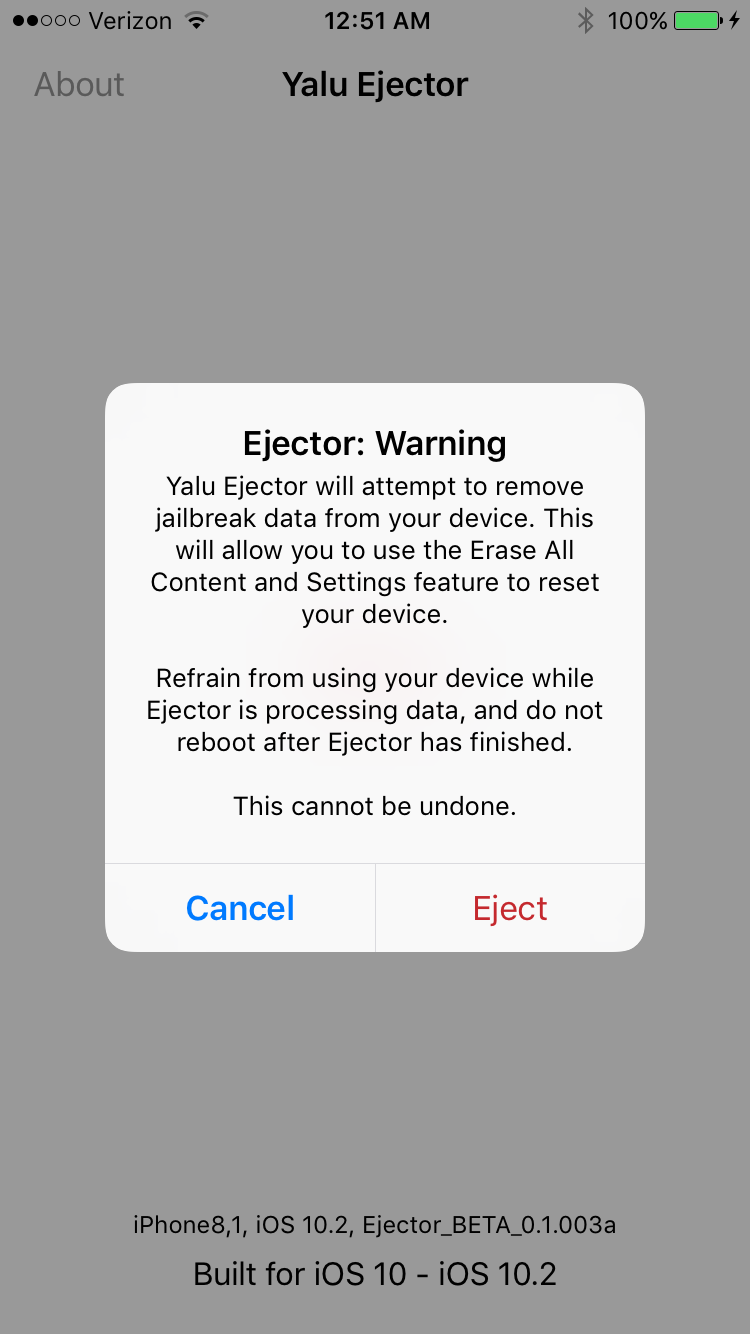 Verizon 12:51 AM 100%
About Yalu Ejector
Ejector: Warning
Yalu Ejector will attempt to remove
jailbreak data from your device. This
will allow you to use the Erase All
Content and Settings feature to reset
your device.
Refrain from using your device while
Ejector is processing data, and do not
reboot after Ejector has finished.
This cannot be undone.
Cancel Eject
iPhone8,1, iOS 10.2, Ejector_BETA_0.1.003a
Built for iOS 10 - iOS 10.2